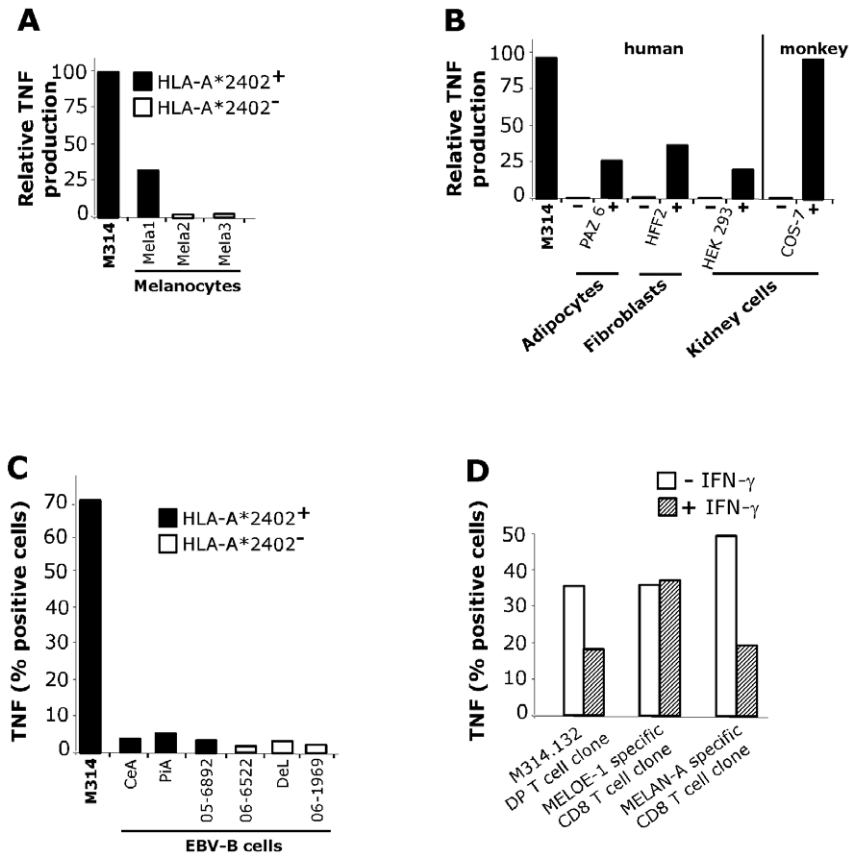 A
Relative TNF production
100
75
50
25
0
HLA-A*2402+
HLA-A*2402-
M314
Mela1
Mela2
Mela3
Melanocytes
B
Relative TNF production
100
75
50
25
0
human
monkey
M314
- + - + - + - +
PAZ 6
HFF2
HEK 293
COS-7
Adipocytes
Fibroblasts
Kidney cells
C
TNF (% positive cells)
70
60
50
40
30
20
10
0
HLA-A*2402+
HLA-A*2402-
M314
CeA
PiA
05-6892
06-6522
DeL
06-1969
EBV-B cells
D
- IFN-γ
+ IFN-γ
TNF (% positive cells)
50
40
30
20
10
0
M314.132
DP T cell clone
MELOE-1 specific
CD8 T cell clone
MELAN-A specific
CD8 T cell clone